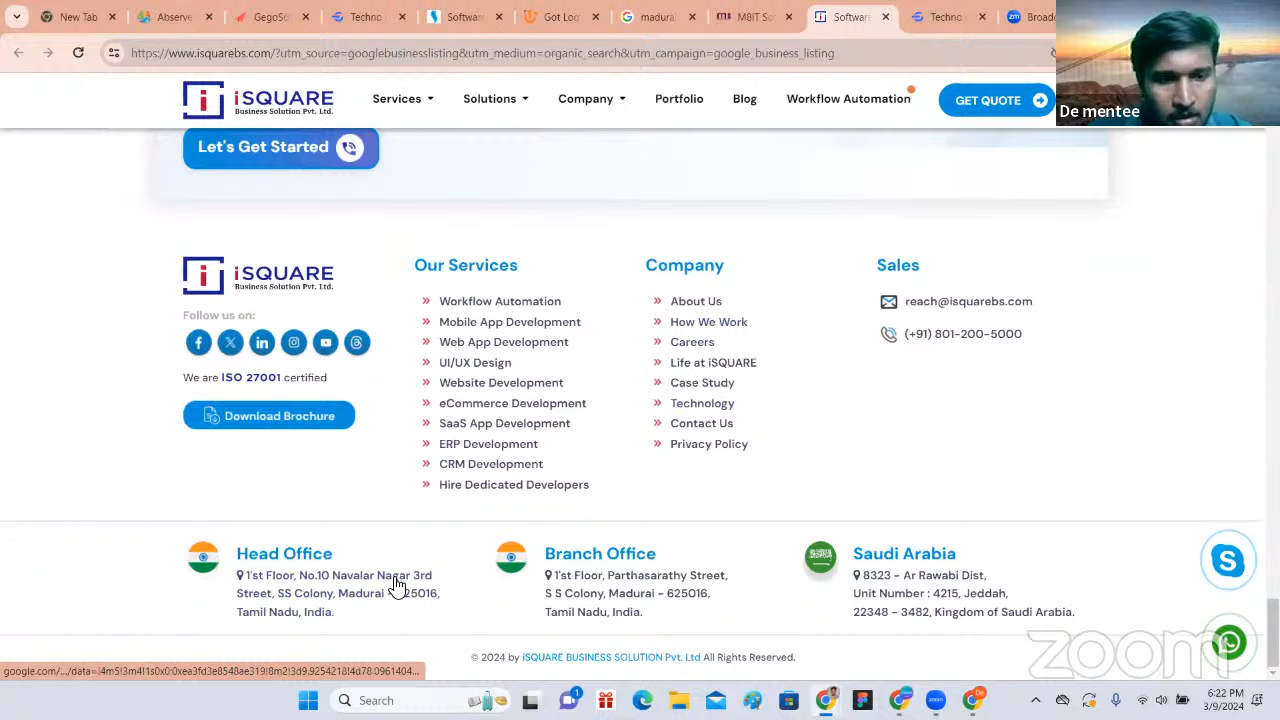 Goutom
Absere
Software
Got Log
madurai
MBIT So
Software
Techno
Broad
https://www.isquarebs.com/?utm_source=google_businesslisting&utm_medium=organic_search&utm_campaign=google_business_listing
iSQUARE
Business Solution Pvt. Ltd.
Services
Solutions
Company
Portfolio
Blog
Workflow Automation
GET QUOTE
De mentee
Let's Get Started
iSQUARE
Business Solution Pvt. Ltd.
Follow us on:
We are ISO 27001 certified
Download Brochure
Our Services
Workflow Automation
Mobile App Development
Web App Development
UI/UX Design
Website Development
eCommerce Development
SaaS App Development
ERP Development
CRM Development
Hire Dedicated Developers
Company
About Us
How We Work
Careers
Life at iSQUARE
Case Study
Technology
Contact Us
Privacy Policy
Sales
reach@isquarebs.com
(+91) 801-200-5000
Head Office
1'st Floor, No.10 Navalar Nagar 3rd
Street, SS Colony, Madurai - 625016,
Tamil Nadu, India.
Branch Office
1'st Floor, Parthasarathy Street,
S S Colony, Madurai - 625016,
Tamil Nadu, India.
Saudi Arabia
8323 - Ar Rawabi Dist,
Unit Number : 4215, Jeddah,
22348 - 3482, Kingdom of Saudi Arabia.
zoom
© 2024 by iSQUARE BUSINESS SOLUTION Pvt. Ltd All Rights Reserved.
Search
6:22 PM
3/9/2024